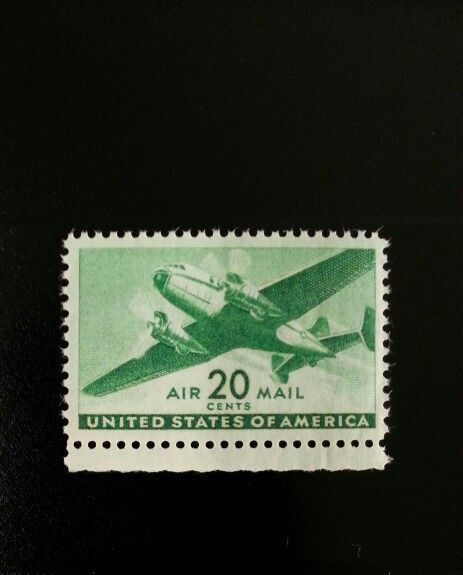 AIR 20 MAIL
CENTS
UNITED STATES OF AMERICA